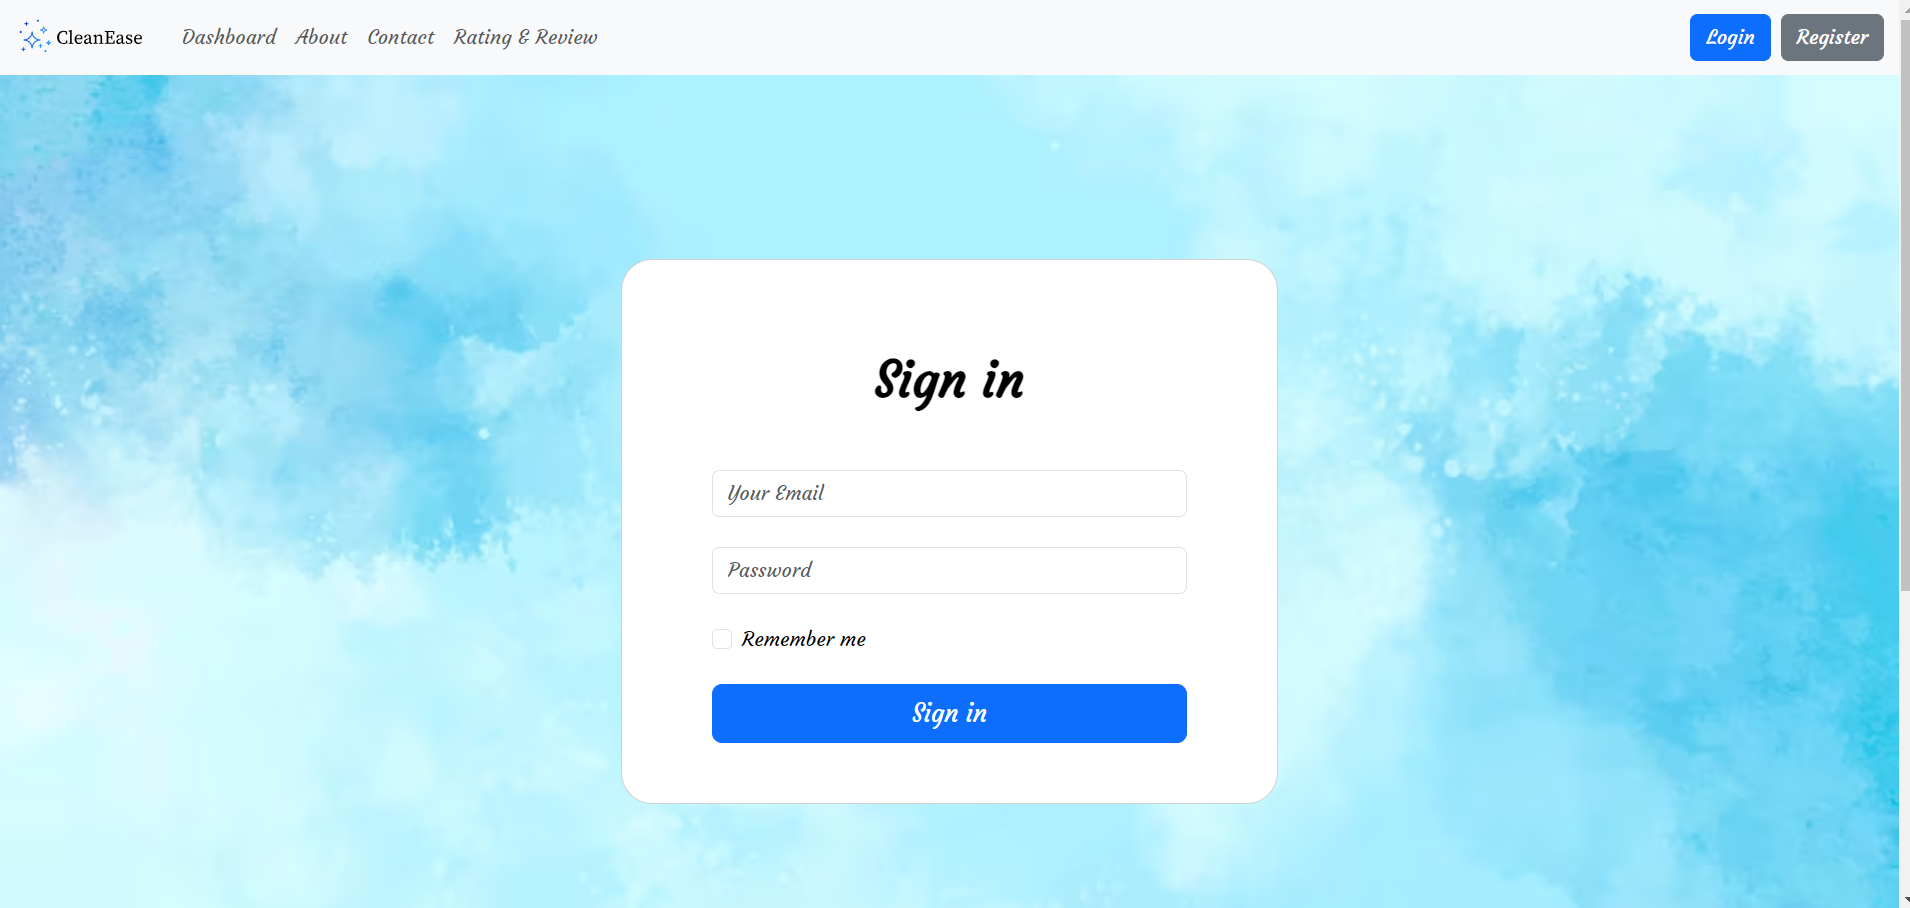 CleanEase Dashboard About Contact Rating & Review Login Register
Sign in
Your Email
Password
Remember me
Sign in